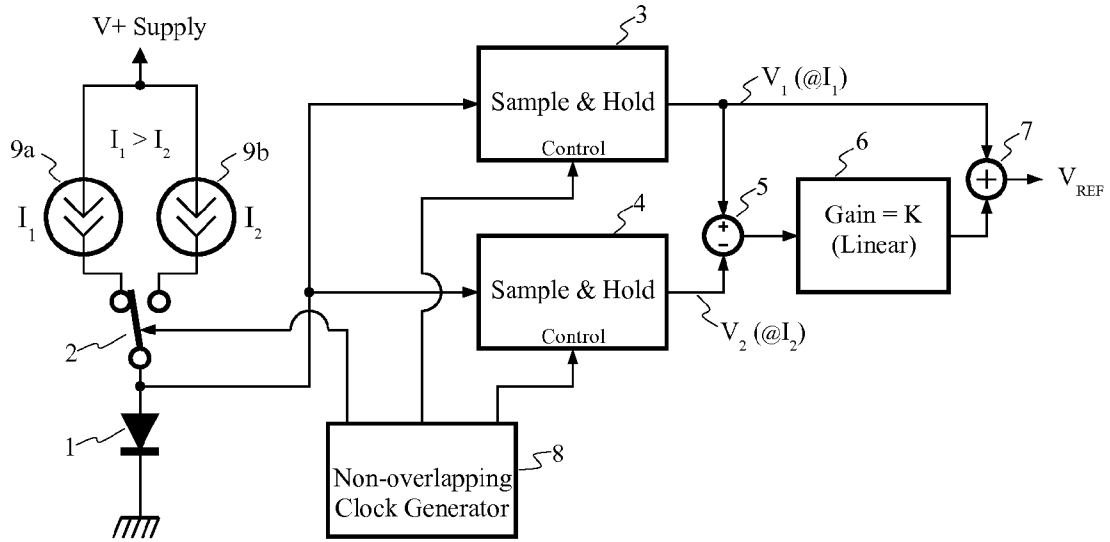 V+ Supply
I₁ > I₂
9a
9b
I₁
I₂
2
1
3
Sample & Hold
Control
4
Sample & Hold
Control
V₁ (@I₁)
V₂ (@I₂)
5
6
Gain = K
(Linear)
7
V_REF
8
Non-overlapping
Clock Generator
+
−
+